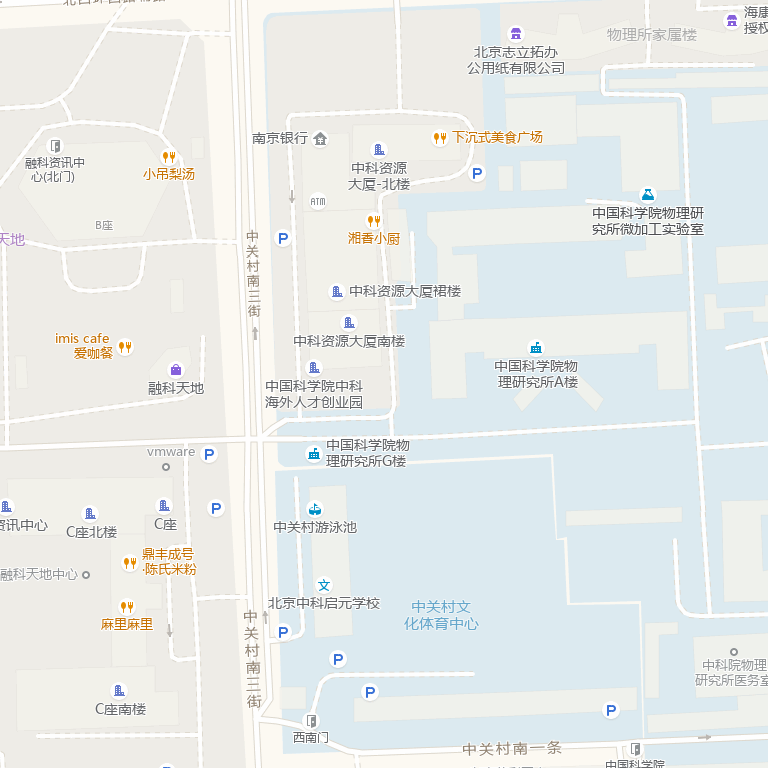 物理所家属楼
海康
授权
北京志立拓办
公用纸有限公司
南京银行
下沉式美食广场
融科资讯中
心(北门)
小吊梨汤
中科资源
大厦-北楼
P
ATM
中国科学院物理研
究所微加工实验室
B座
天地
P
湘香小厨
中关村南三街
中科资源大厦裙楼
中科资源大厦南楼
imis cafe
爱咖餐
中国科学院物
理研究所A楼
融科天地
中国科学院中科
海外人才创业园
vmware
P
中国科学院物
理研究所G楼
P
资讯中心
C座北楼
C座
中关村游泳池
鼎丰成号
·陈氏米粉
融科天地中心
文
北京中科启元学校
麻里麻里
中关村文
化体育中心
中关村南三街
P
P
P
中科院物理
研究所医务室
C座南楼
P
西南门
中关村南一条
中国科学院